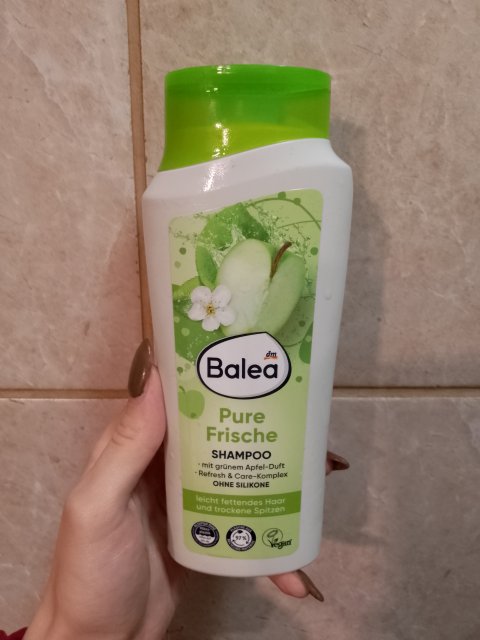 dm
Balea
Pure
Frische
SHAMPOO
· mit grünem Apfel-Duft
· Refresh & Care-Komplex
OHNE SILIKONE
leicht fettendes Haar
und trockene Spitzen
97%
Vegan